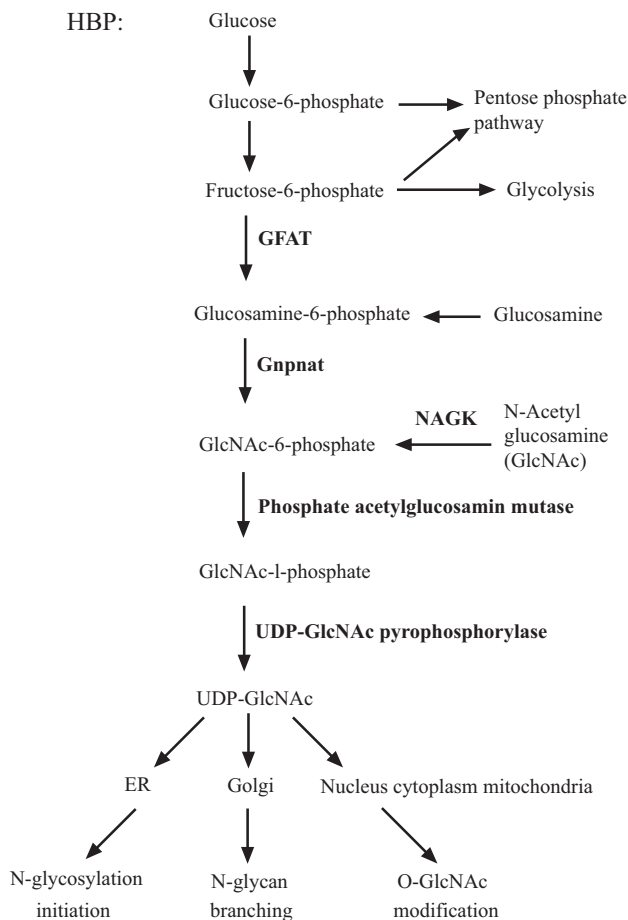 HBP:
Glucose
Glucose-6-phosphate
Pentose phosphate
pathway
Fructose-6-phosphate
Glycolysis
GFAT
Glucosamine-6-phosphate
Glucosamine
Gnpnat
NAGK
N-Acetyl
glucosamine
(GlcNAc)
GlcNAc-6-phosphate
Phosphate acetylglucosamin mutase
GlcNAc-l-phosphate
UDP-GlcNAc pyrophosphorylase
UDP-GlcNAc
ER
Golgi
Nucleus cytoplasm mitochondria
N-glycosylation
initiation
N-glycan
branching
O-GlcNAc
modification